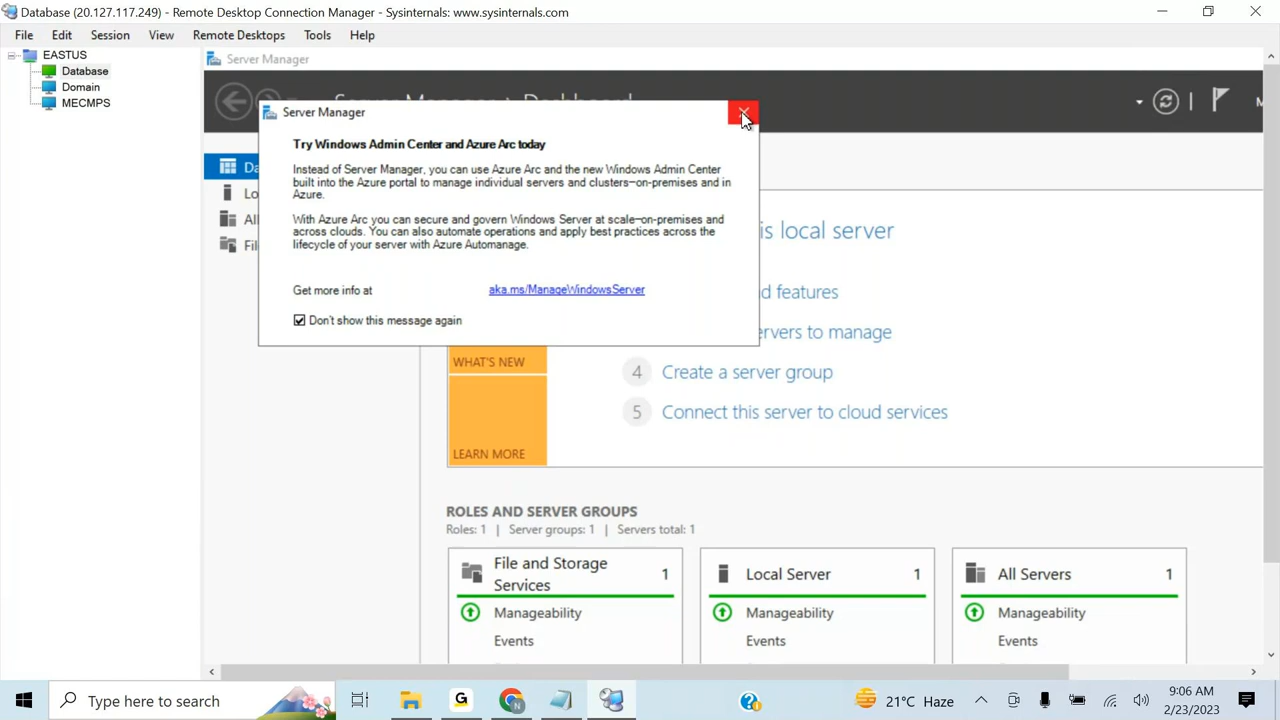 Database (20.127.117.249) - Remote Desktop Connection Manager - Sysinternals: www.sysinternals.com
File Edit Session View Remote Desktops Tools Help
EASTUS
Database
Domain
MECMPS
Server Manager
Server Manager
Try Windows Admin Center and Azure Arc today
Instead of Server Manager, you can use Azure Arc and the new Windows Admin Center
built into the Azure portal to manage individual servers and clusters-on-premises and in
Azure.
With Azure Arc you can secure and govern Windows Server at scale-on-premises and
across clouds. You can also automate operations and apply best practices across the
lifecycle of your server with Azure Automanage.
Get more info at aka.ms/ManageWindowsServer
Don't show this message again
is local server
d features
ervers to manage
4 Create a server group
5 Connect this server to cloud services
WHAT'S NEW
LEARN MORE
ROLES AND SERVER GROUPS
Roles: 1 | Server groups: 1 | Servers total: 1
File and Storage
Services 1
Manageability
Events
Local Server 1
Manageability
Events
All Servers 1
Manageability
Events
Type here to search
21°C Haze
9:06 AM
2/23/2023